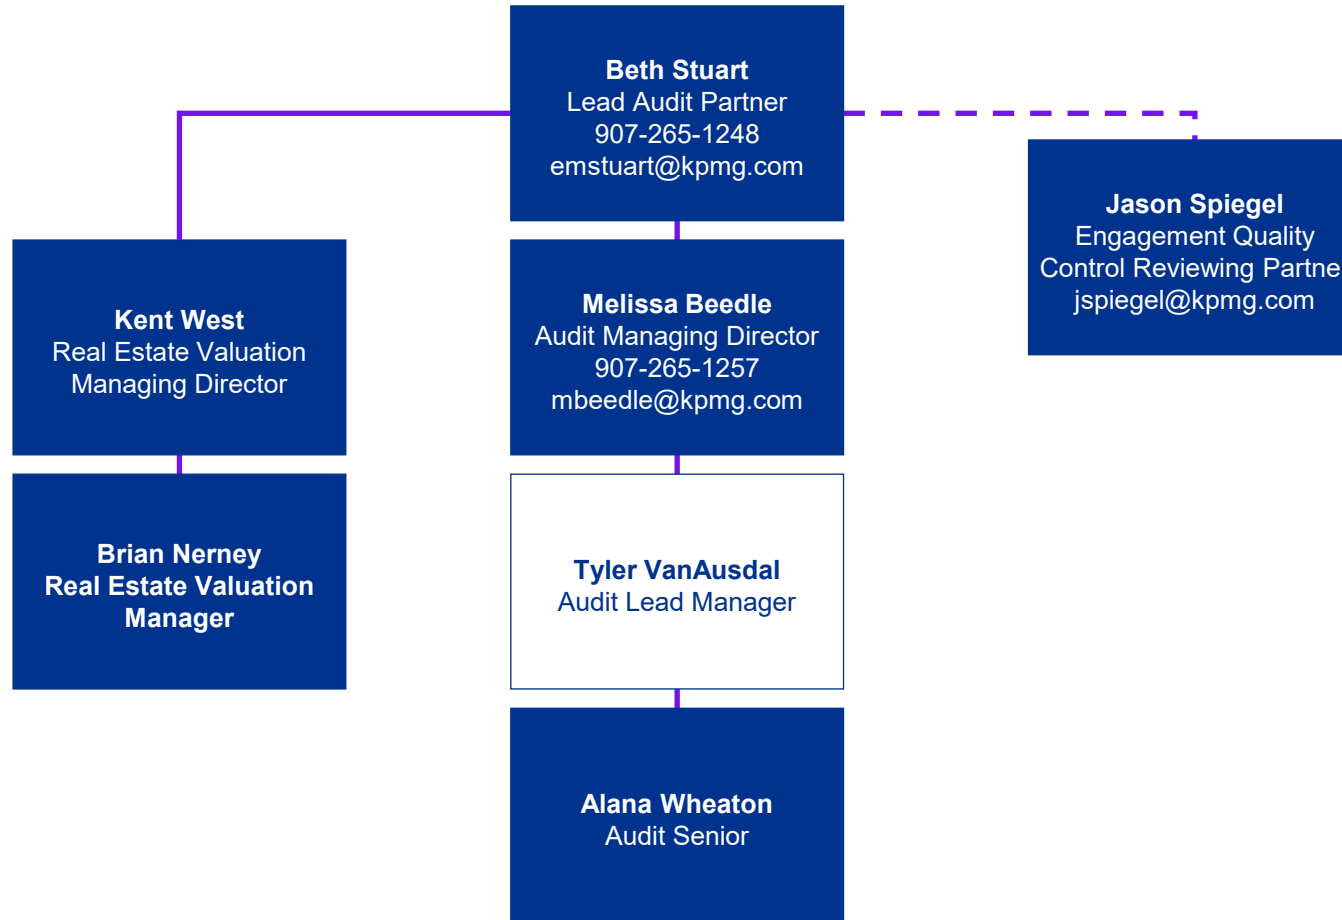 Beth Stuart
Lead Audit Partner
907-265-1248
emstuart@kpmg.com
Jason Spiegel
Engagement Quality
Control Reviewing Partne
jspiegel@kpmg.com
Kent West
Real Estate Valuation
Managing Director
Melissa Beedle
Audit Managing Director
907-265-1257
mbeedle@kpmg.com
Brian Nerney
Real Estate Valuation
Manager
Tyler VanAusdal
Audit Lead Manager
Alana Wheaton
Audit Senior